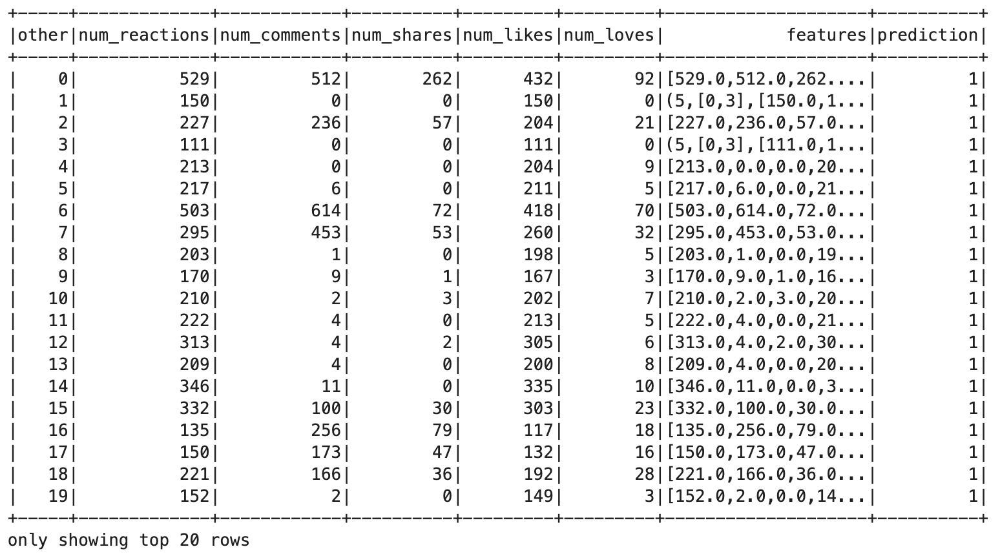 +-----+-------------+------------+----------+---------+---------+--------------------+----------+
|other|num_reactions|num_comments|num_shares|num_likes|num_loves|            features|prediction|
+-----+-------------+------------+----------+---------+---------+--------------------+----------+
|    0|          529|         512|       262|      432|       92|[529.0,512.0,262....|         1|
|    1|          150|           0|         0|      150|        0|(5,[0,3],[150.0,1...|         1|
|    2|          227|         236|        57|      204|       21|[227.0,236.0,57.0...|         1|
|    3|          111|           0|         0|      111|        0|(5,[0,3],[111.0,1...|         1|
|    4|          213|           0|         0|      204|        9|[213.0,0.0,0.0,20...|         1|
|    5|          217|           6|         0|      211|        5|[217.0,6.0,0.0,21...|         1|
|    6|          503|         614|        72|      418|       70|[503.0,614.0,72.0...|         1|
|    7|          295|         453|        53|      260|       32|[295.0,453.0,53.0...|         1|
|    8|          203|           1|         0|      198|        5|[203.0,1.0,0.0,19...|         1|
|    9|          170|           9|         1|      167|        3|[170.0,9.0,1.0,16...|         1|
|   10|          210|           2|         3|      202|        7|[210.0,2.0,3.0,20...|         1|
|   11|          222|           4|         0|      213|        5|[222.0,4.0,0.0,21...|         1|
|   12|          313|           4|         2|      305|        6|[313.0,4.0,2.0,30...|         1|
|   13|          209|           4|         0|      200|        8|[209.0,4.0,0.0,20...|         1|
|   14|          346|          11|         0|      335|       10|[346.0,11.0,0.0,3...|         1|
|   15|          332|         100|        30|      303|       23|[332.0,100.0,30.0...|         1|
|   16|          135|         256|        79|      117|       18|[135.0,256.0,79.0...|         1|
|   17|          150|         173|        47|      132|       16|[150.0,173.0,47.0...|         1|
|   18|          221|         166|        36|      192|       28|[221.0,166.0,36.0...|         1|
|   19|          152|           2|         0|      149|        3|[152.0,2.0,0.0,14...|         1|
+-----+-------------+------------+----------+---------+---------+--------------------+----------+
only showing top 20 rows